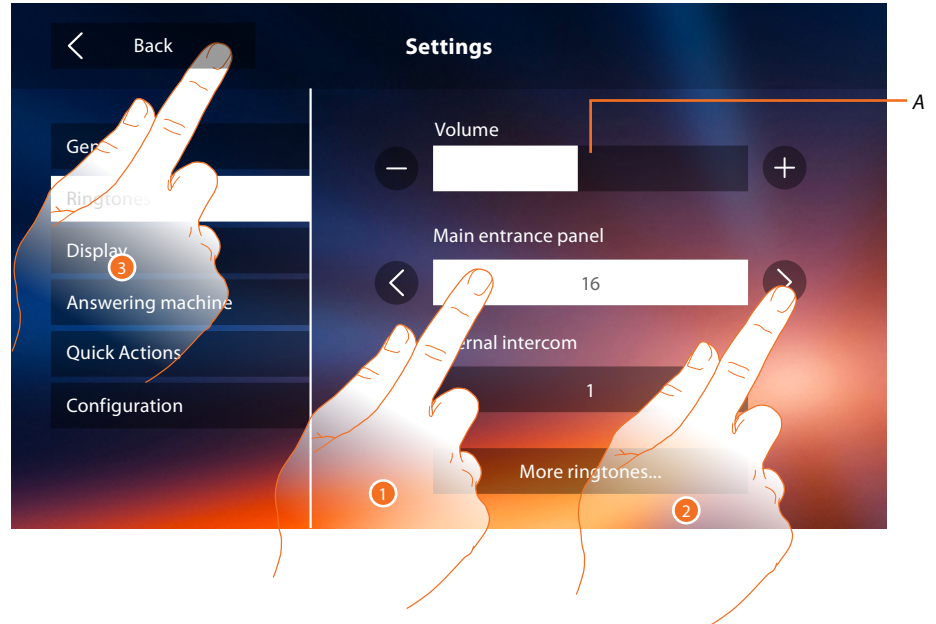 Back
Settings
A
Volume
Ringtones
Main entrance panel
Display
3
16
Answering machine
Quick Actions
intercom
1
Configuration
More ringtones...
1
2